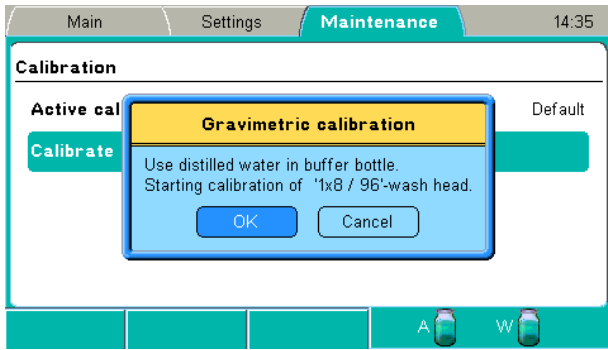 Main Settings Maintenance 14:35
Calibration
Active cal Default
Calibrate
Gravimetric calibration
Use distilled water in buffer bottle.
Starting calibration of '1x8 / 96'-wash head.
OK Cancel
A W